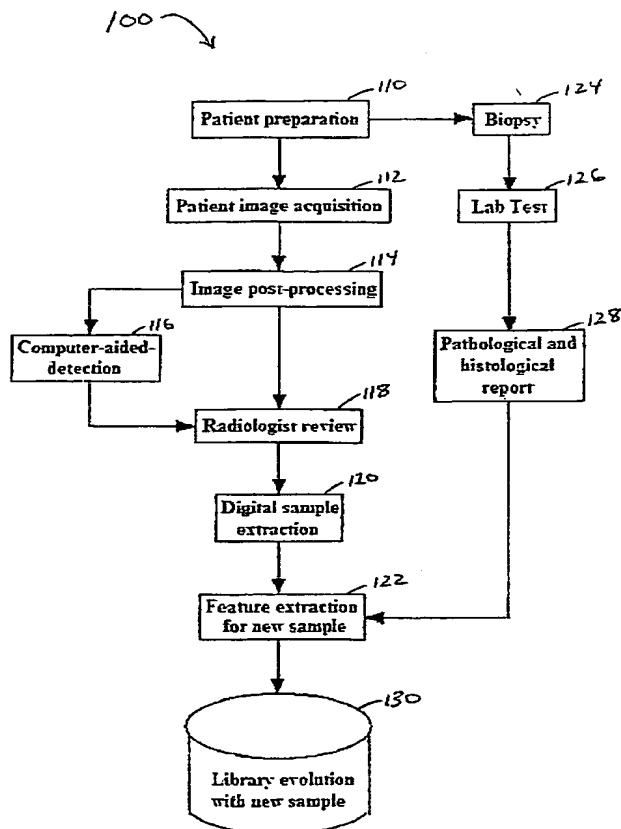 100
110
Patient preparation
124
Biopsy
112
Patient image acquisition
126
Lab Test
114
Image post-processing
116
Computer-aided-
detection
128
Pathological and
histological
report
118
Radiologist review
120
Digital sample
extraction
122
Feature extraction
for new sample
130
Library evolution
with new sample